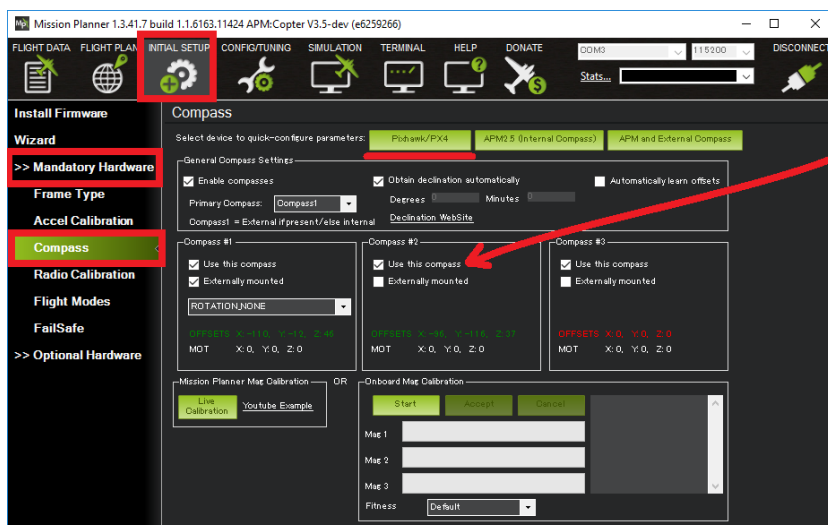 Mission Planner 1.3.41.7 build 1.1.6163.11424 APM:Copter V3.5-dev (e6259266)
FLIGHT DATA FLIGHT PLAN INITIAL SETUP CONFIG/TUNING SIMULATION TERMINAL HELP DONATE COM3 115200 DISCONNECT
Stats...
Install Firmware
Wizard
>> Mandatory Hardware
Frame Type
Accel Calibration
Compass
Radio Calibration
Flight Modes
FailSafe
>> Optional Hardware
Compass
Select device to quick-configure parameters: Pixhawk/PX4 APM2.5 (Internal Compass) APM and External Compass
General Compass Settings
Enable compasses Obtain declination automatically Automatically learn offsets
Primary Compass: Compass1 Degrees 0 Minutes 0
Compass1 = External if present/else internal Declination WebSite
Compass #1 Compass #2 Compass #3
Use this compass Use this compass Use this compass
Externally mounted Externally mounted Externally mounted
ROTATION_NONE
OFFSETS X:-110, Y:-12, Z:46 OFFSETS X:-96, Y:-116, Z:37 OFFSETS X:0, Y:0, Z:0
MOT X:0, Y:0, Z:0 MOT X:0, Y:0, Z:0 MOT X:0, Y:0, Z:0
Mission Planner Mag Calibration OR Onboard Mag Calibration
Live Calibration Youtube Example Start Accept Cancel
Mag 1
Mag 2
Mag 3
Fitness Default